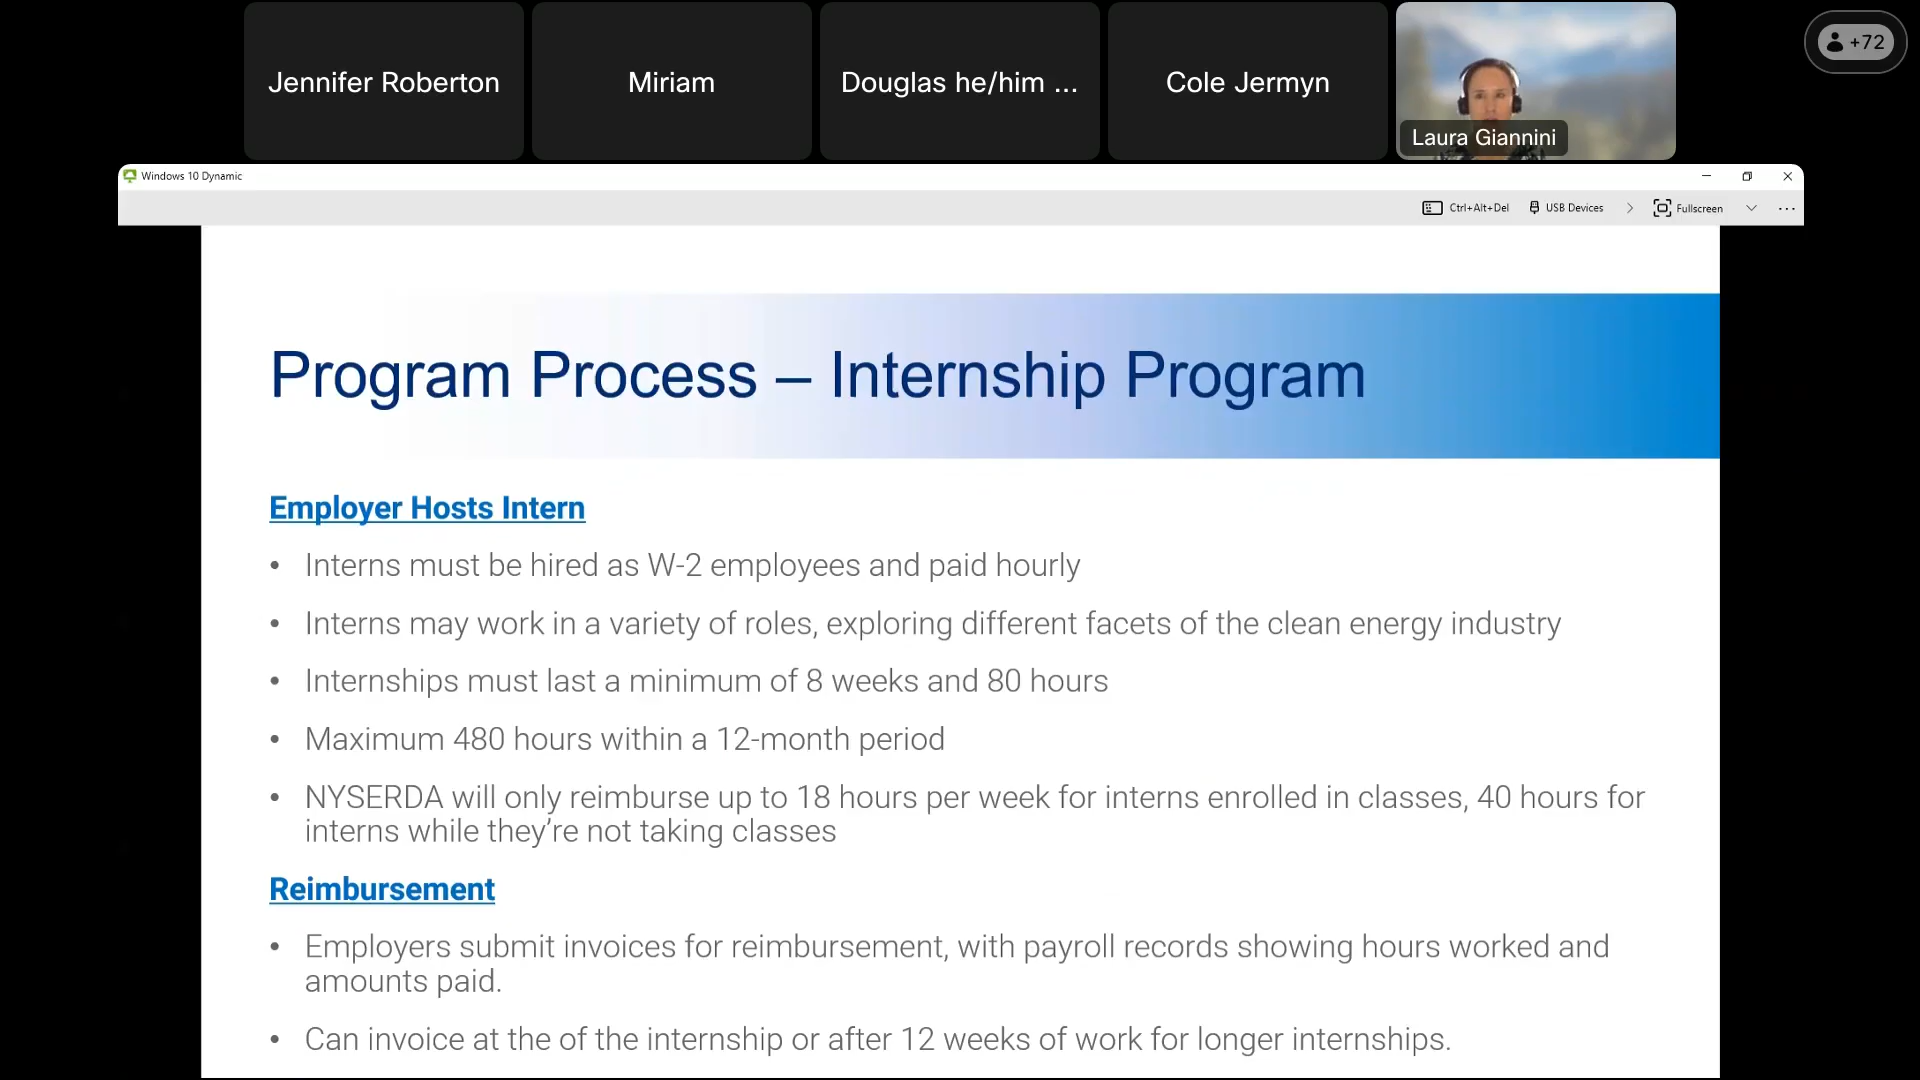 Jennifer Roberton
Miriam
Douglas he/him ...
Cole Jermyn
Laura Giannini
+72
Windows 10 Dynamic
Ctrl+Alt+Del
USB Devices
Fullscreen
Program Process – Internship Program
Employer Hosts Intern
• Interns must be hired as W-2 employees and paid hourly
• Interns may work in a variety of roles, exploring different facets of the clean energy industry
• Internships must last a minimum of 8 weeks and 80 hours
• Maximum 480 hours within a 12-month period
• NYSERDA will only reimburse up to 18 hours per week for interns enrolled in classes, 40 hours for
interns while they’re not taking classes
Reimbursement
• Employers submit invoices for reimbursement, with payroll records showing hours worked and
amounts paid.
• Can invoice at the of the internship or after 12 weeks of work for longer internships.